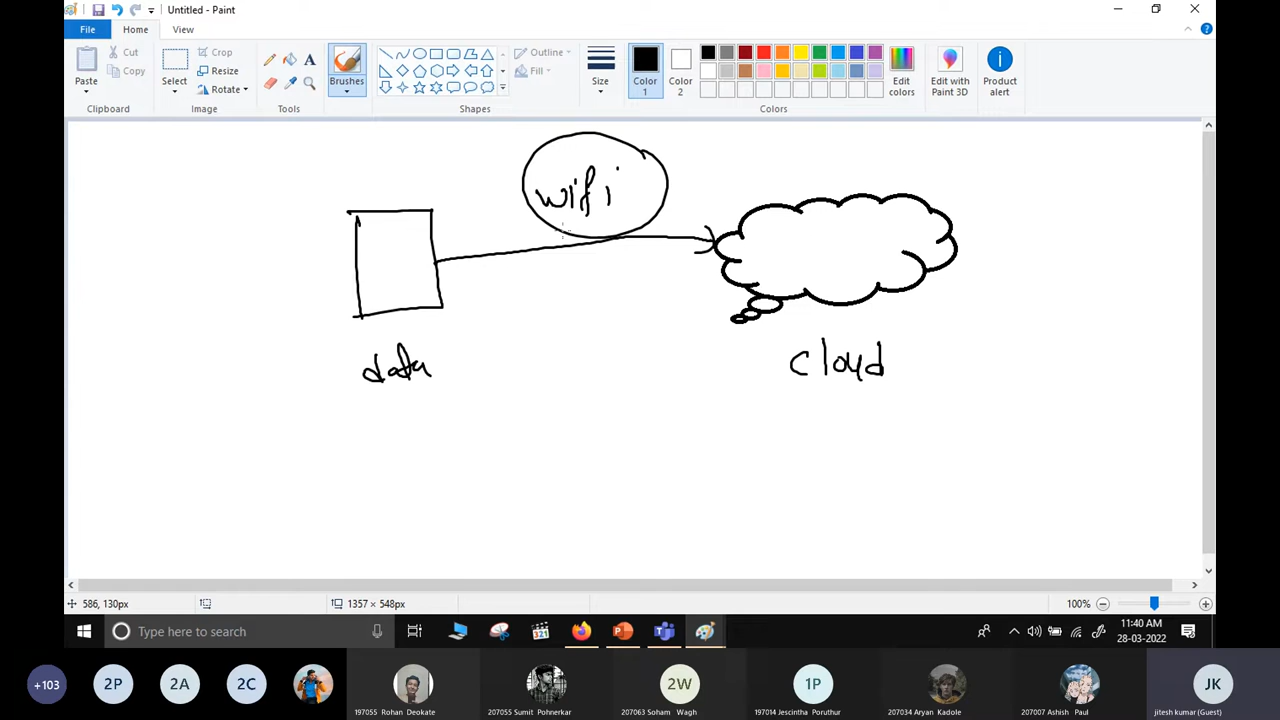 Untitled - Paint
File Home View
Cut
Copy
Paste
Crop
Resize
Rotate
Select
A
Brushes
Outline
Fill
Size
Color 1
Color 2
Edit colors
Edit with Paint 3D
Product alert
Clipboard Image Tools Shapes Colors
wifi
data
cloud
586, 130px
1357 × 548px
100%
Type here to search
321
11:40 AM
28-03-2022
+103 2P 2A 2C 2W 1P JK
197055 Rohan Deokate
207055 Sumit Pohnerkar
207063 Soham Wagh
197014 Jescintha Poruthur
207034 Aryan Kadole
207007 Ashish Paul
jitesh kumar (Guest)